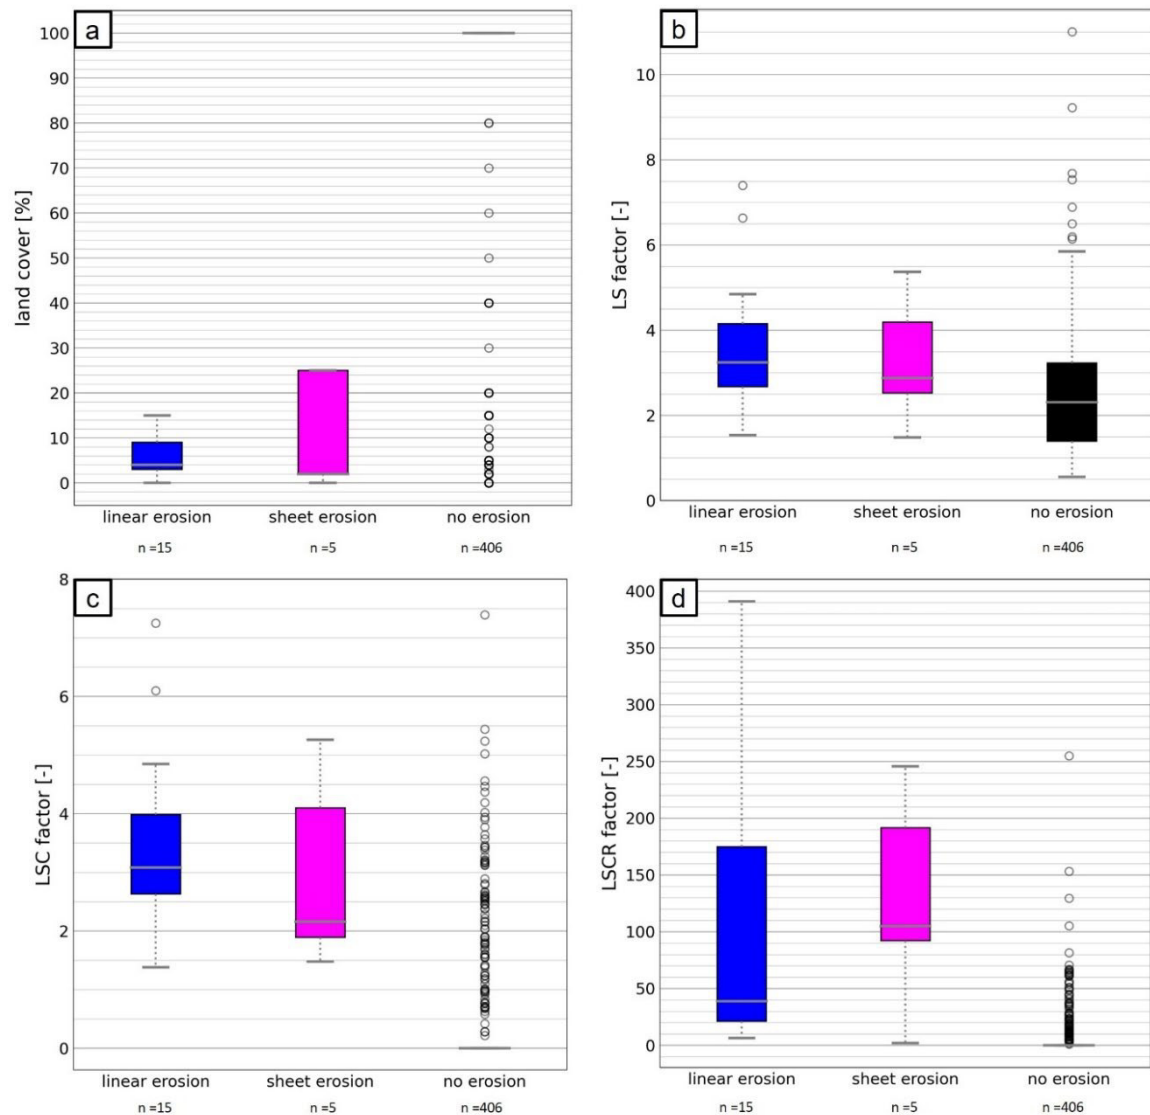 a
100
90
80
70
60
50
40
30
20
10
0
land cover [%]
linear erosion sheet erosion no erosion
n =15 n =5 n =406
b
10
8
6
4
2
0
LS factor [-]
linear erosion sheet erosion no erosion
n =15 n =5 n =406
c
8
6
4
2
0
LSC factor [-]
linear erosion sheet erosion no erosion
n =15 n =5 n =406
d
400
350
300
250
200
150
100
50
0
LSCR factor [-]
linear erosion sheet erosion no erosion
n =15 n =5 n =406